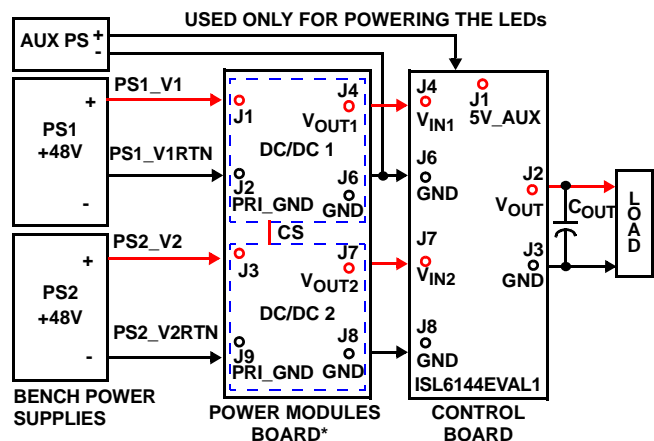 USED ONLY FOR POWERING THE LEDs
AUX PS
+
-
PS1_V1
+
PS1
+48V
-
PS1_V1RTN
J1
J4
VOUT1
DC/DC 1
J2
PRI_GND
J6
GND
CS
PS2_V2
+
PS2
+48V
-
PS2_V2RTN
J3
J7
VOUT2
DC/DC 2
J9
PRI_GND
J8
GND
J4
VIN1
J1
5V_AUX
J6
GND
J2
VOUT
COUT
LOAD
J7
VIN2
J3
GND
J8
GND
ISL6144EVAL1
BENCH POWER
SUPPLIES
POWER MODULES
BOARD*
CONTROL
BOARD